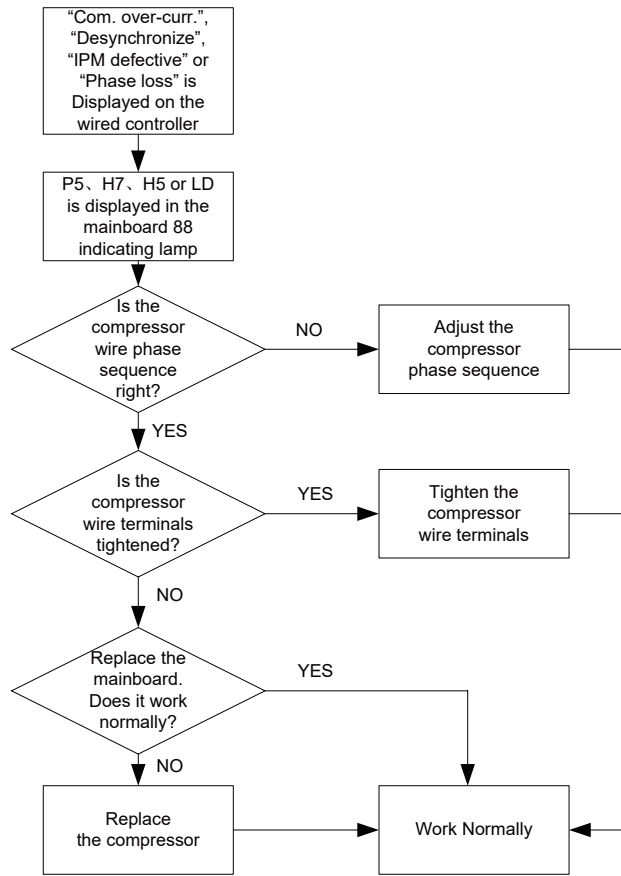 “Com. over-curr.”,
“Desynchronize”,
“IPM defective” or
“Phase loss” is
Displayed on the
wired controller
P5、H7、H5 or LD
is displayed in the
mainboard 88
indicating lamp
Is the
compressor
wire phase
sequence
right?
NO
Adjust the
compressor
phase sequence
YES
Is the
compressor
wire terminals
tightened?
YES
Tighten the
compressor
wire terminals
NO
Replace the
mainboard.
Does it work
normally?
YES
NO
Replace
the compressor
Work Normally